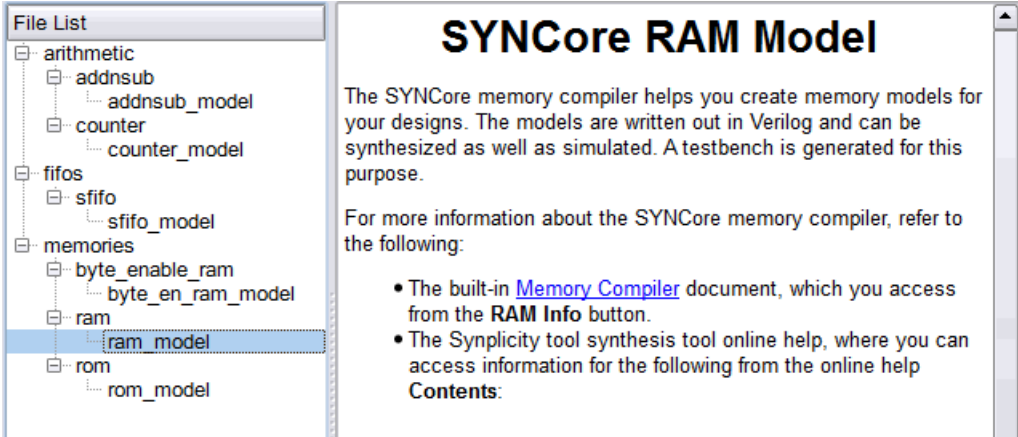 File List
arithmetic
addnsub
addnsub_model
counter
counter_model
fifos
sfifo
sfifo_model
memories
byte_enable_ram
byte_en_ram_model
ram
ram_model
rom
rom_model
SYNCore RAM Model
The SYNCore memory compiler helps you create memory models for
your designs. The models are written out in Verilog and can be
synthesized as well as simulated. A testbench is generated for this
purpose.
For more information about the SYNCore memory compiler, refer to
the following:
• The built-in Memory Compiler document, which you access
from the RAM Info button.
• The Synplicity tool synthesis tool online help, where you can
access information for the following from the online help
Contents: